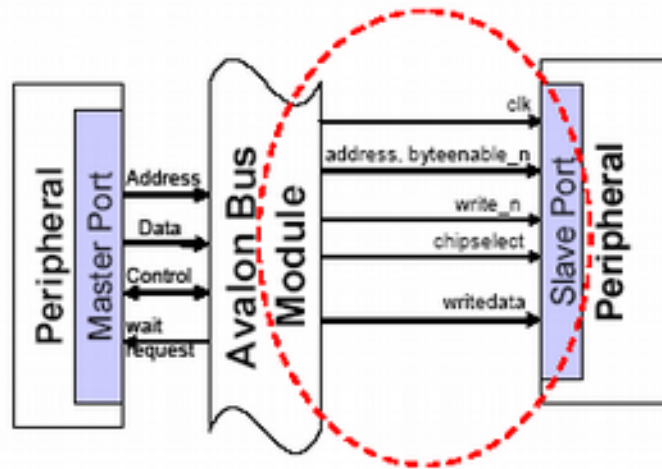 Peripheral
Master Port
Address
Data
Control
wait
request
Avalon Bus
Module
clk
address, byteenable_n
write_n
chipselect
writedata
Slave Port
Peripheral